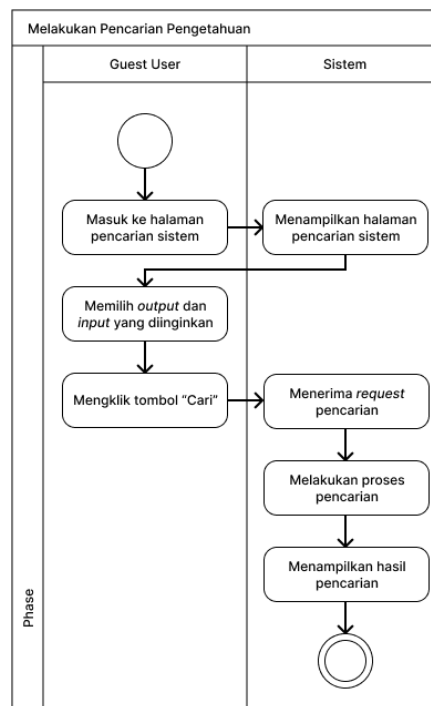 Melakukan Pencarian Pengetahuan
Guest User
Sistem
Masuk ke halaman
pencarian sistem
Menampilkan halaman
pencarian sistem
Memilih output dan
input yang diinginkan
Mengklik tombol “Cari”
Menerima request
pencarian
Melakukan proses
pencarian
Menampilkan hasil
pencarian
Phase